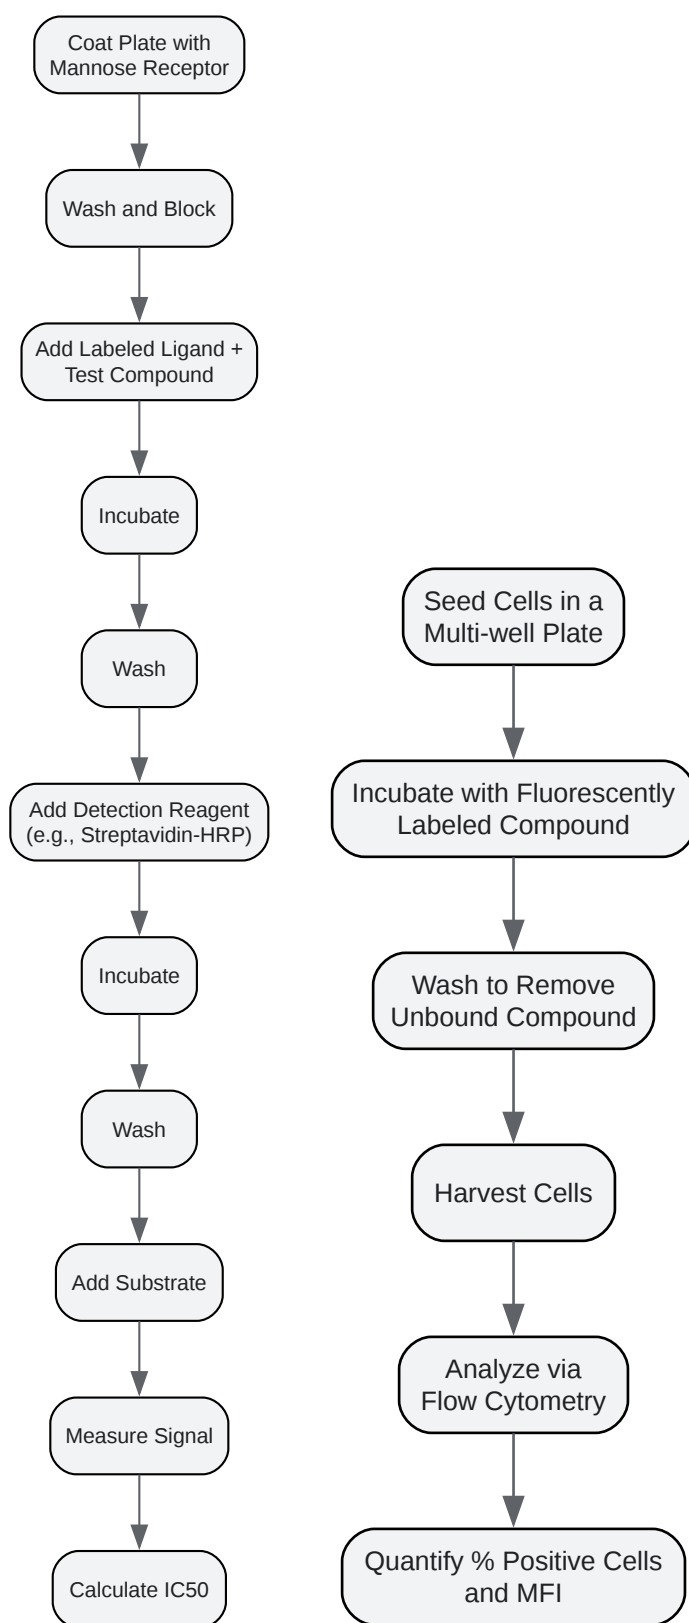 Coat Plate with
Mannose Receptor
Wash and Block
Add Labeled Ligand +
Test Compound
Incubate
Wash
Add Detection Reagent
(e.g., Streptavidin-HRP)
Incubate
Wash
Add Substrate
Measure Signal
Calculate IC50
Seed Cells in a
Multi-well Plate
Incubate with Fluorescently
Labeled Compound
Wash to Remove
Unbound Compound
Harvest Cells
Analyze via
Flow Cytometry
Quantify % Positive Cells
and MFI